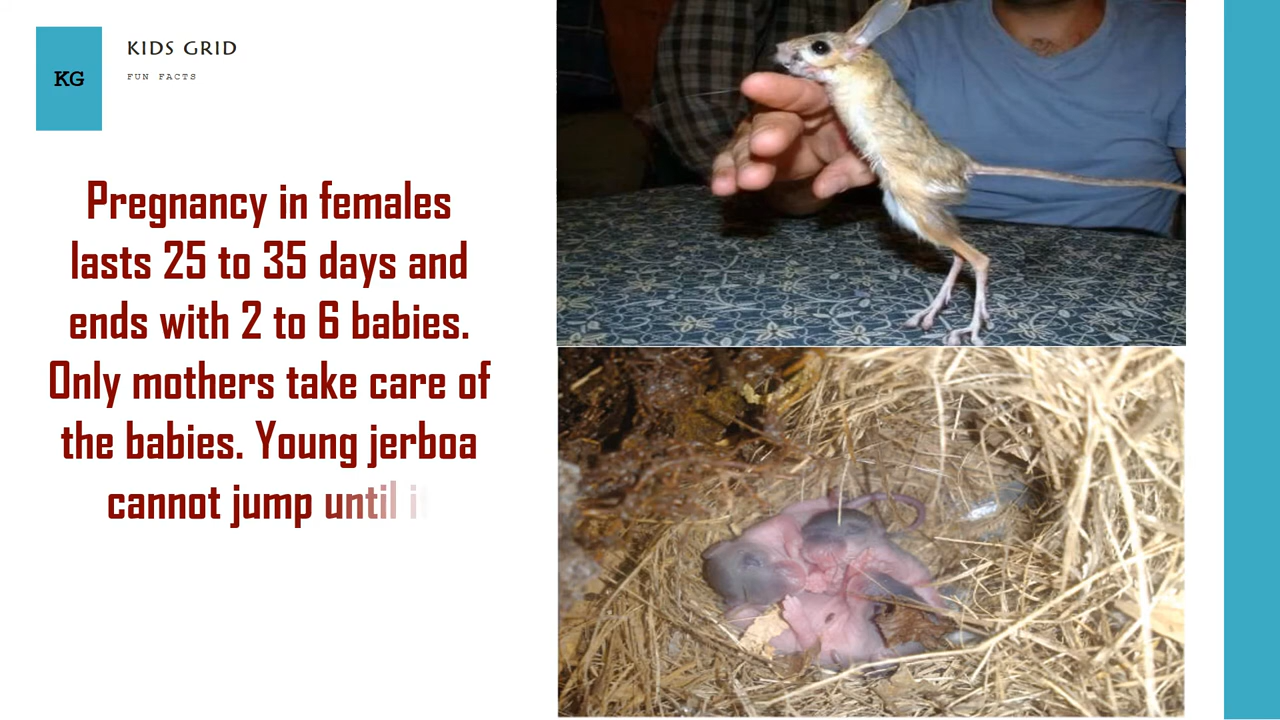 KG
KIDS GRID
FUN FACTS
Pregnancy in females
lasts 25 to 35 days and
ends with 2 to 6 babies.
Only mothers take care of
the babies. Young jerboa
cannot jump until